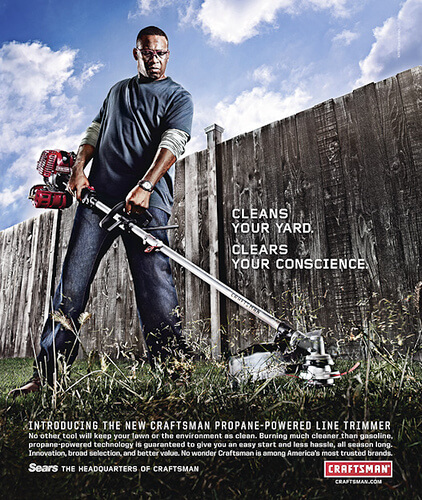 CLEANS
YOUR YARD.
CLEARS
YOUR CONSCIENCE.
CRAFTSMAN
INTRODUCING THE NEW CRAFTSMAN PROPANE-POWERED LINE TRIMMER
No other tool will keep your lawn or the environment as clean. Burning much cleaner than gasoline,
propane-powered technology is guaranteed to give you an easy start and less hassle, all season long.
Innovation, broad selection, and better value. No wonder Craftsman is among America's most trusted brands.
Sears THE HEADQUARTERS OF CRAFTSMAN
CRAFTSMAN
CRAFTSMAN.COM